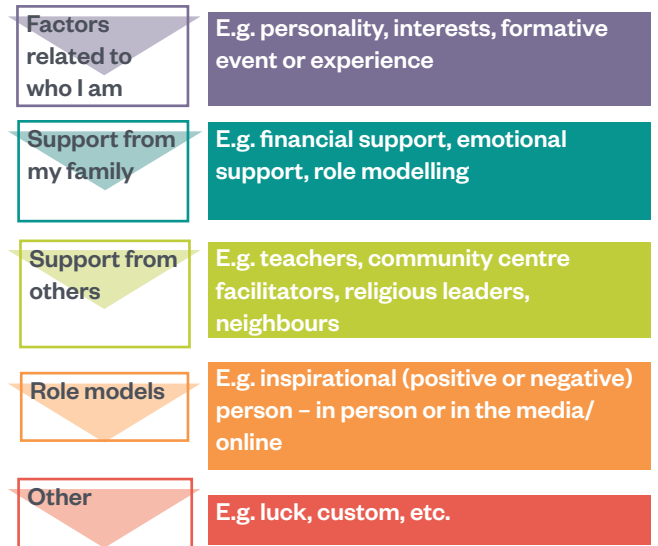 Factors
related to
who I am
E.g. personality, interests, formative
event or experience
Support from
my family
E.g. financial support, emotional
support, role modelling
Support from
others
E.g. teachers, community centre
facilitators, religious leaders,
neighbours
Role models
E.g. inspirational (positive or negative)
person – in person or in the media/
online
Other
E.g. luck, custom, etc.